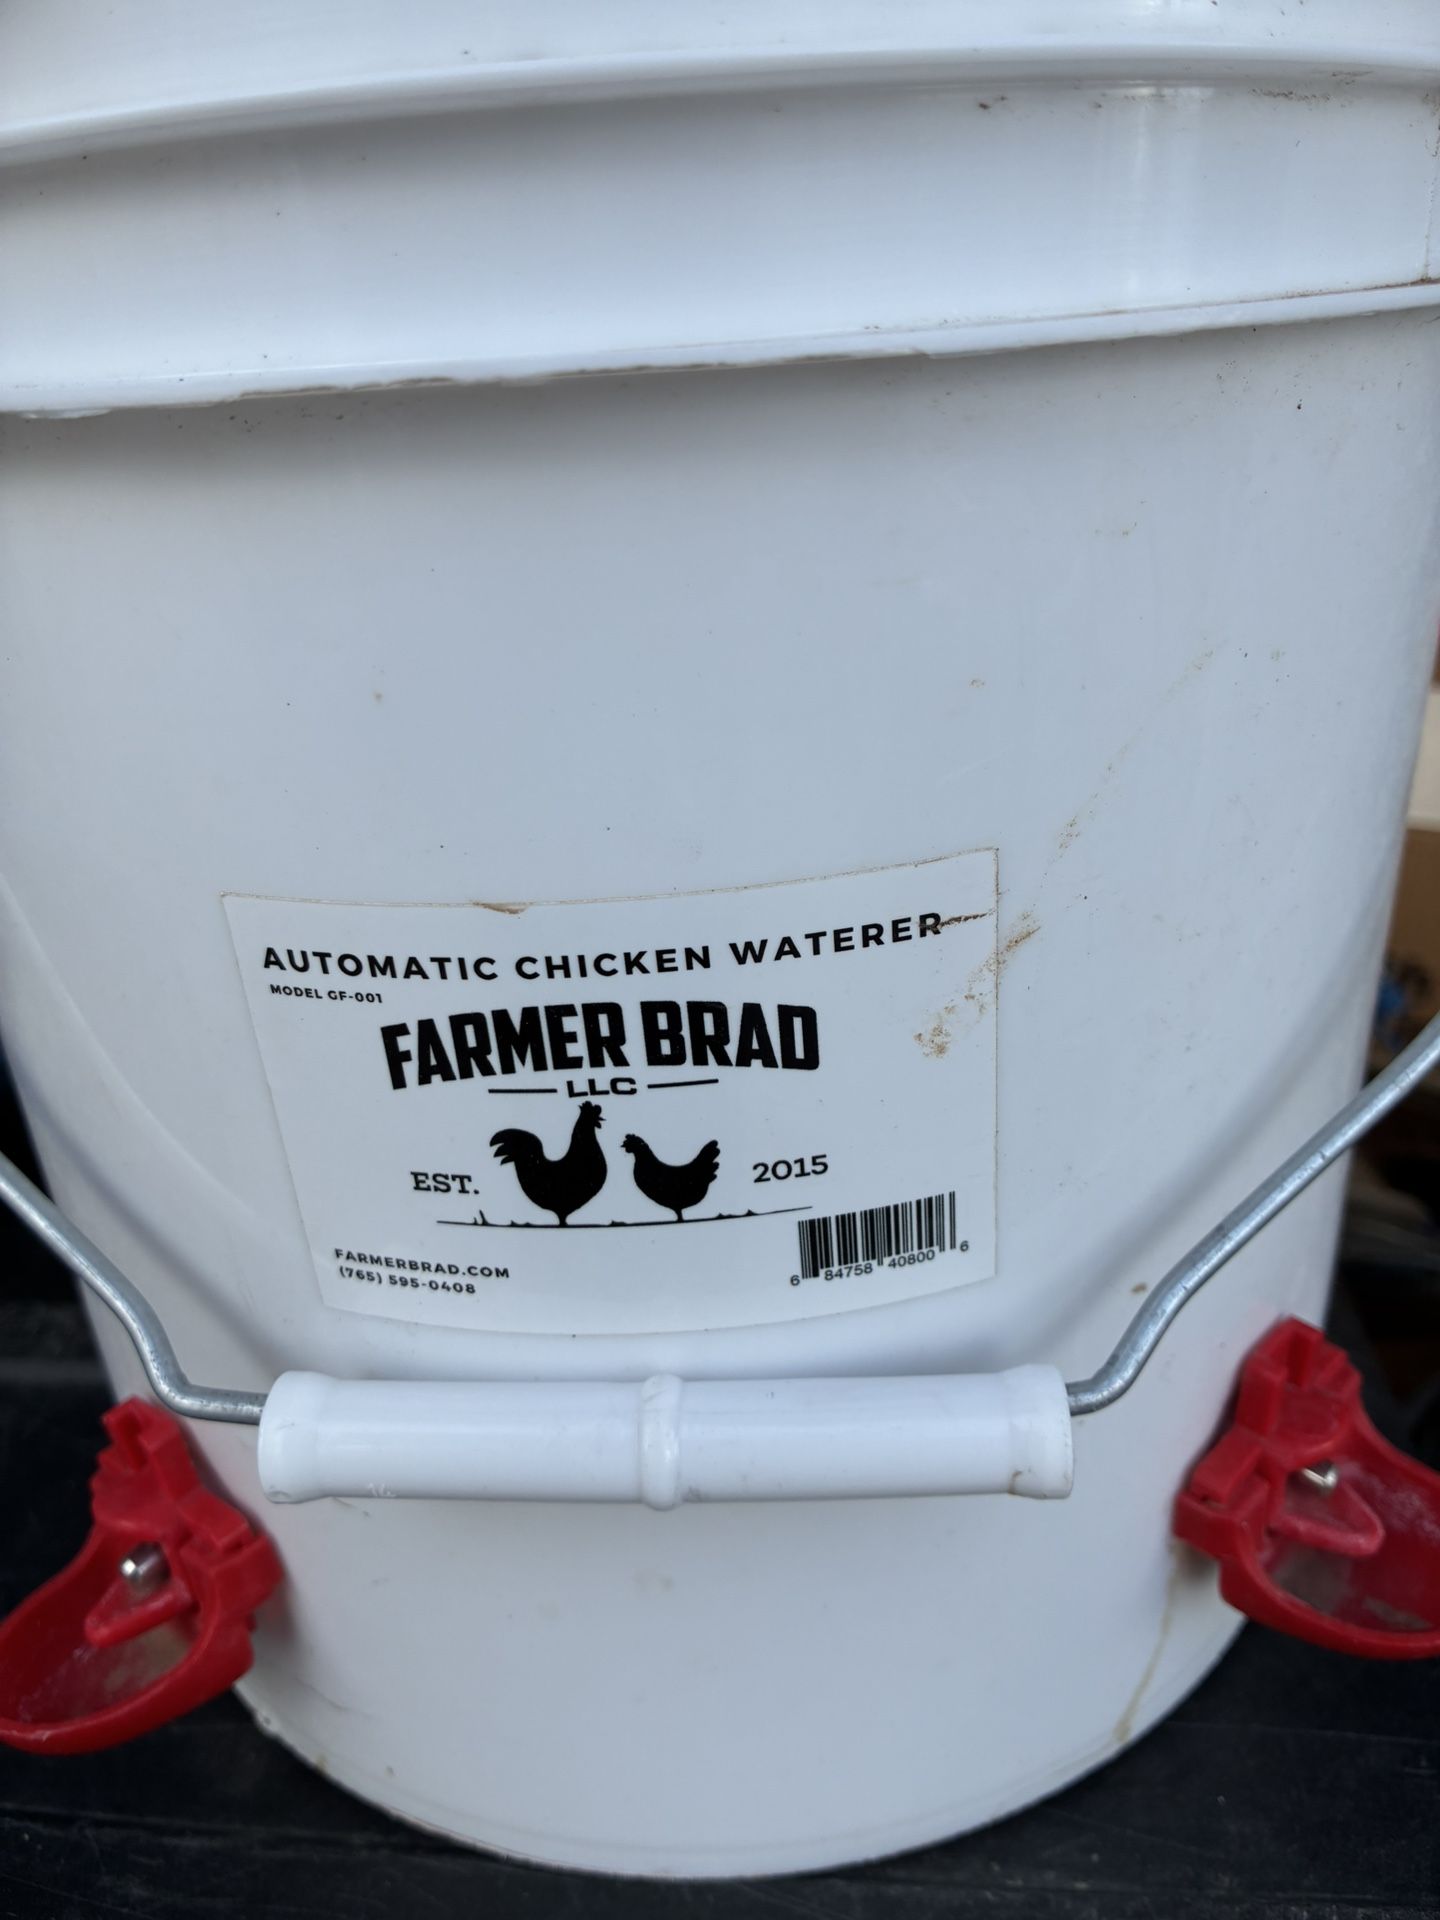 AUTOMATIC CHICKEN WATERER
MODEL GF-001
FARMER BRAD
LLC
EST. 2015
FARMERBRAD.COM
(765) 595-0408
6 84758 40800 6